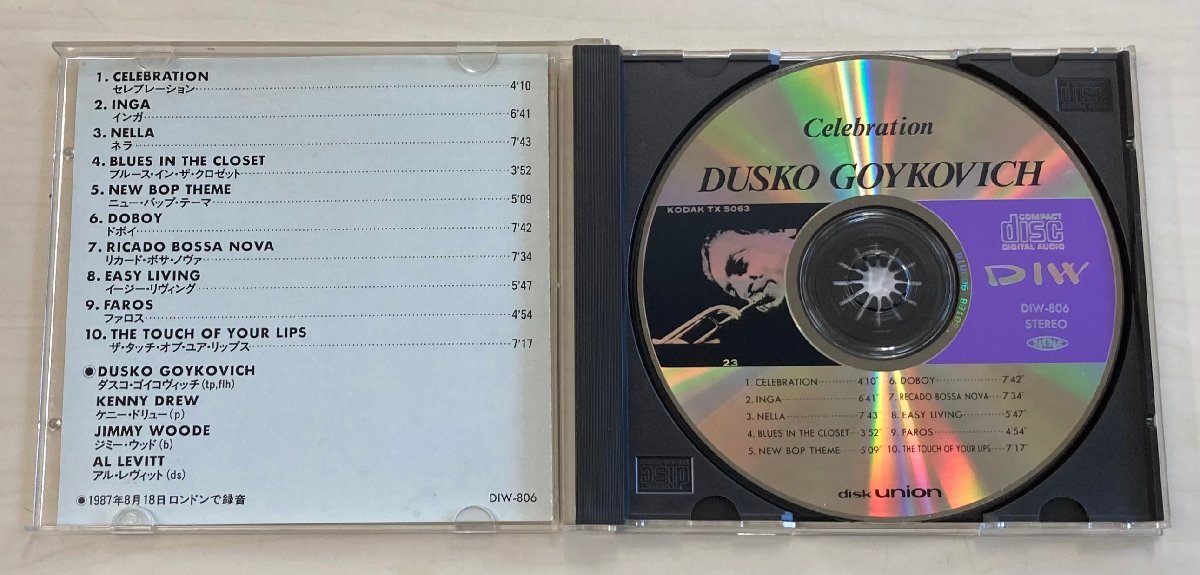 1. CELEBRATION
セレブレーション 4'10
2. INGA
インガ 6'41
3. NELLA
ネラ 7'43
4. BLUES IN THE CLOSET
ブルース・イン・ザ・クロゼット 3'52
5. NEW BOP THEME
ニュー・バップ・テーマ 5'09
6. DOBOY
ドボイ 7'42
7. RICADO BOSSA NOVA
リカード・ボサ・ノヴァ 7'34
8. EASY LIVING
イージー・リヴィング 5'47
9. FAROS
ファロス 4'54
10. THE TOUCH OF YOUR LIPS
ザ・タッチ・オブ・ユア・リップス 7'17
●DUSKO GOYKOVICH
ダスコ・ゴイコヴィッチ(tp,flh)
KENNY DREW
ケニー・ドリュー(p)
JIMMY WOODE
ジミー・ウッド(b)
AL LEVITT
アル・レヴィット(ds)
●1987年8月18日 ロンドンで録音 DIW-806
Celebration
DUSKO GOYKOVICH
KODAK TX 5063
23
COMPACT
disc
DIGITAL AUDIO
DIW
DIW-806
STEREO
1. CELEBRATION 4'10"
2. INGA 6'41"
3. NELLA 7'43"
4. BLUES IN THE CLOSET 3'52"
5. NEW BOP THEME 5'09"
6. DOBOY 7'42"
7. RECADO BOSSA NOVA 7'34"
8. EASY LIVING 5'47"
9. FAROS 4'54"
10. THE TOUCH OF YOUR LIPS 7'17"
disk union